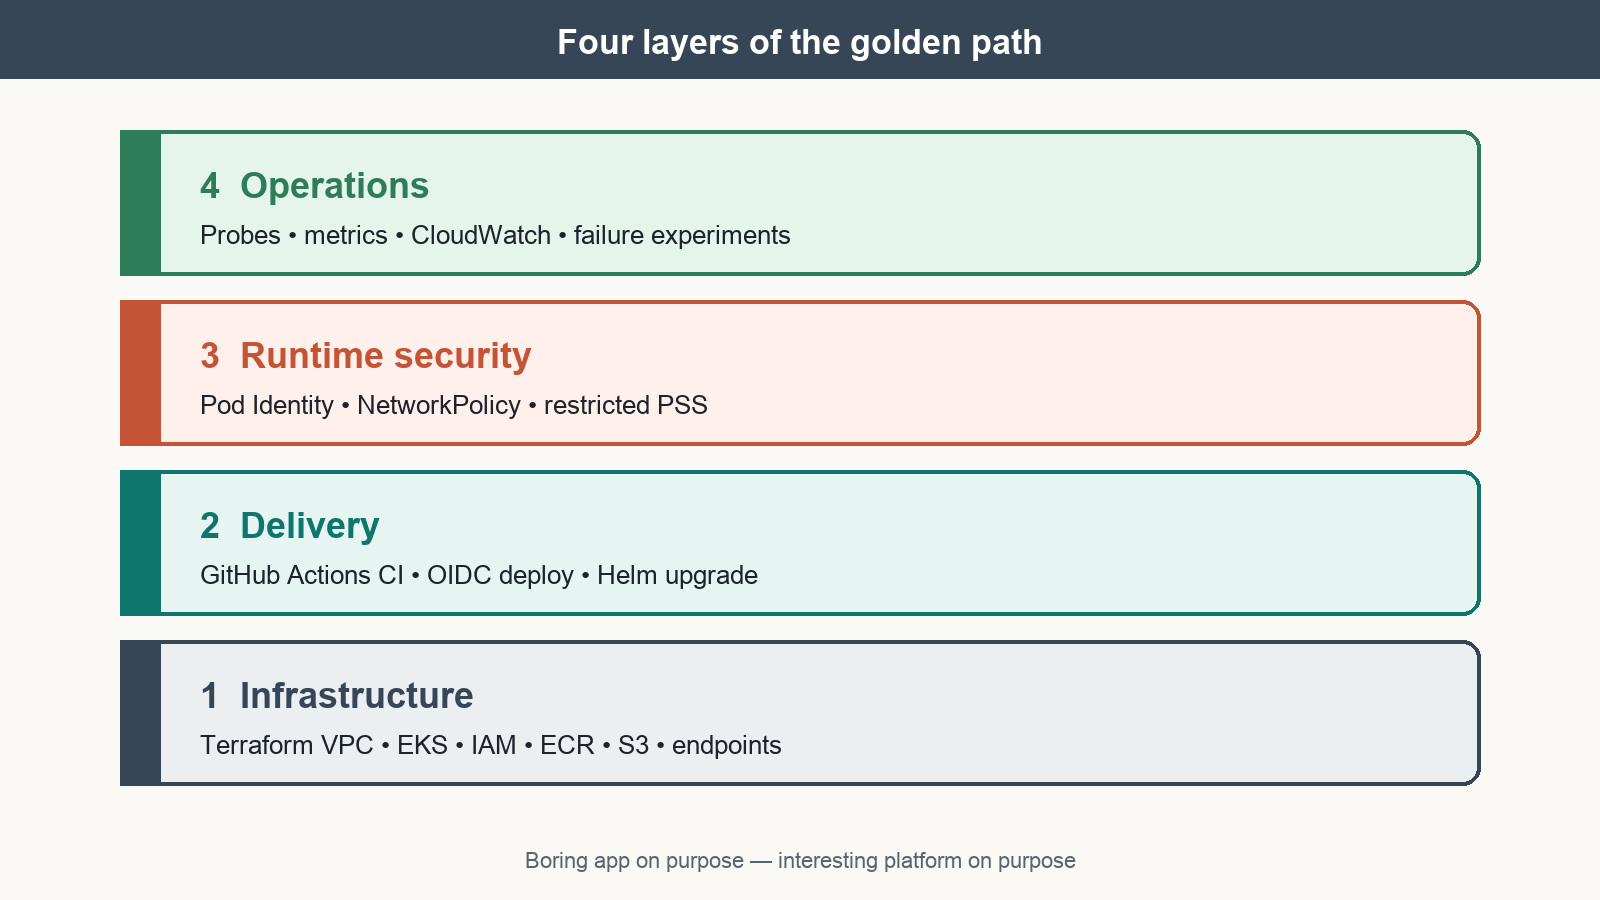 Four layers of the golden path
4 Operations
Probes • metrics • CloudWatch • failure experiments
3 Runtime security
Pod Identity • NetworkPolicy • restricted PSS
2 Delivery
GitHub Actions CI • OIDC deploy • Helm upgrade
1 Infrastructure
Terraform VPC • EKS • IAM • ECR • S3 • endpoints
Boring app on purpose — interesting platform on purpose